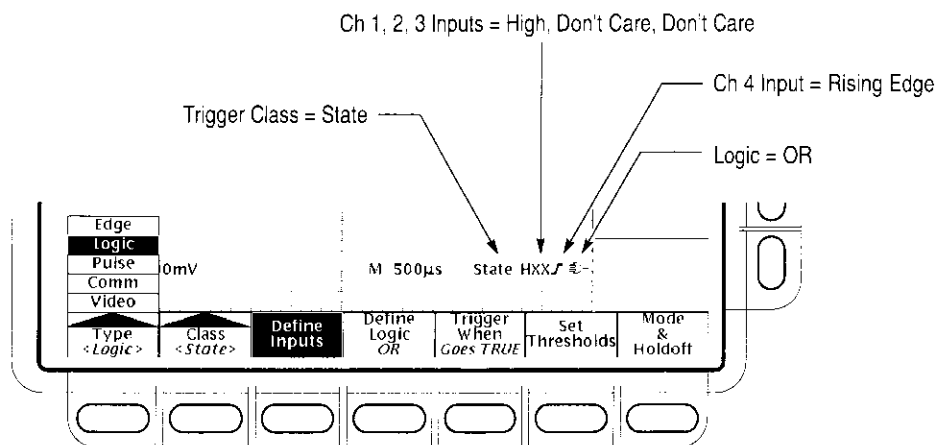 Ch 1, 2, 3 Inputs = High, Don't Care, Don't Care
Ch 4 Input = Rising Edge
Trigger Class = State
Logic = OR
Edge
Logic
Pulse
Comm
Video
0mV
M 500µs
State HXX
Type
<Logic>
Class
<State>
Define
Inputs
Define
Logic
OR
Trigger
When
Goes TRUE
Set
Thresholds
Mode
&
Holdoff